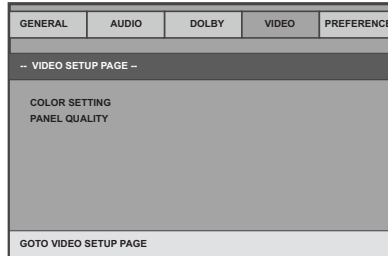 GENERAL AUDIO DOLBY VIDEO PREFERENCE
-- VIDEO SETUP PAGE --
COLOR SETTING
PANEL QUALITY
GOTO VIDEO SETUP PAGE